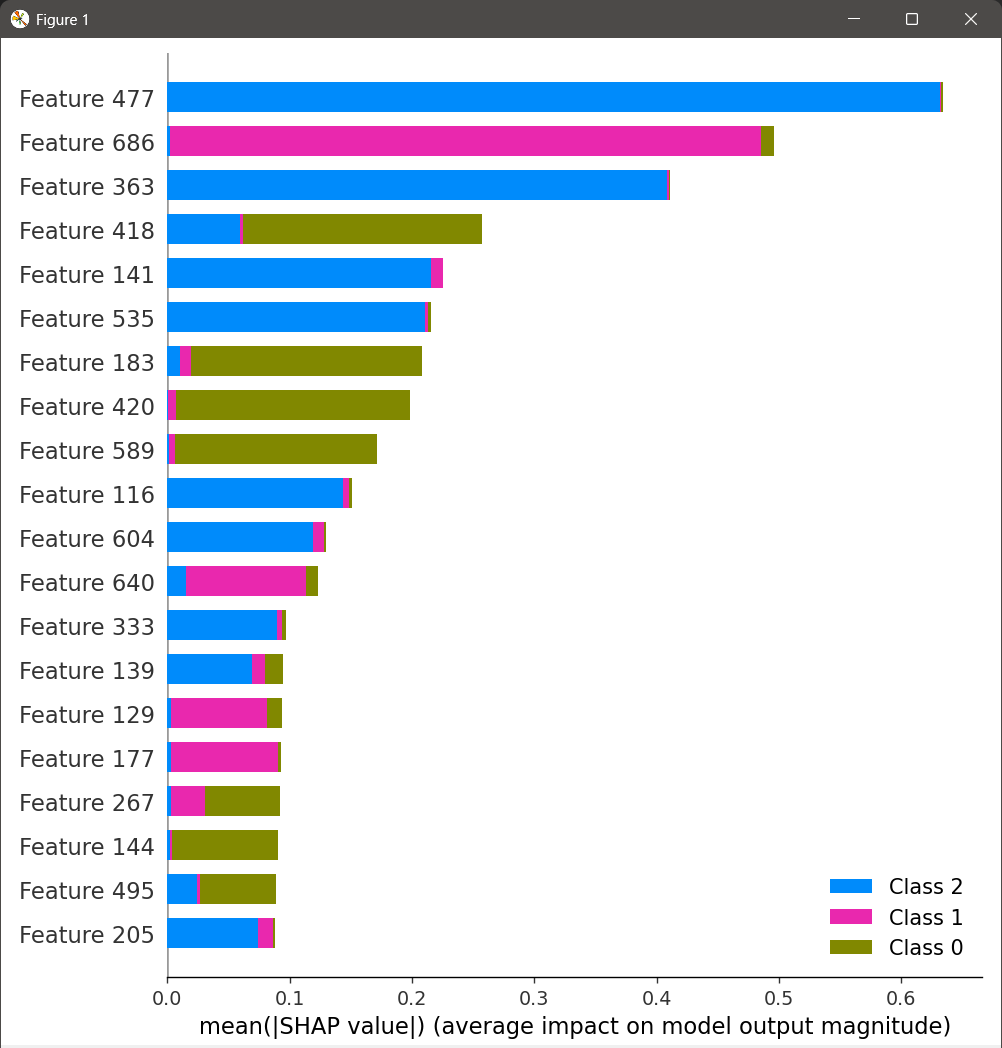 Figure 1
Feature 477
Feature 686
Feature 363
Feature 418
Feature 141
Feature 535
Feature 183
Feature 420
Feature 589
Feature 116
Feature 604
Feature 640
Feature 333
Feature 139
Feature 129
Feature 177
Feature 267
Feature 144
Feature 495
Feature 205
Class 2
Class 1
Class 0
0.0 0.1 0.2 0.3 0.4 0.5 0.6
mean(|SHAP value|) (average impact on model output magnitude)